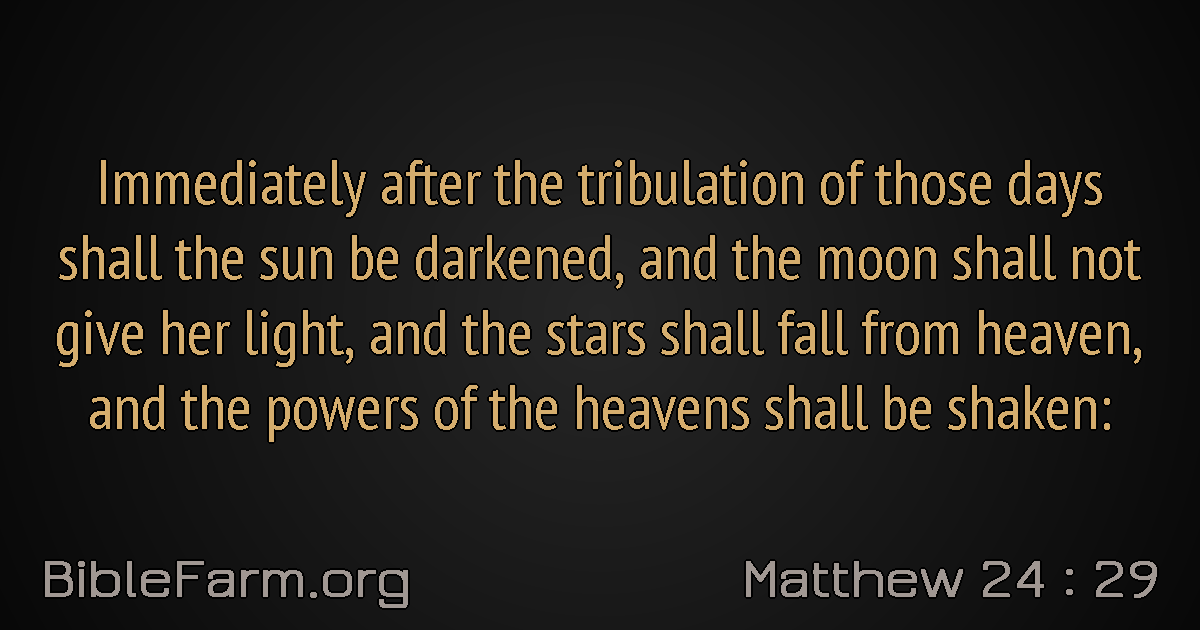 Immediately after the tribulation of those days
shall the sun be darkened, and the moon shall not
give her light, and the stars shall fall from heaven,
and the powers of the heavens shall be shaken:
BibleFarm.org
Matthew 24 : 29